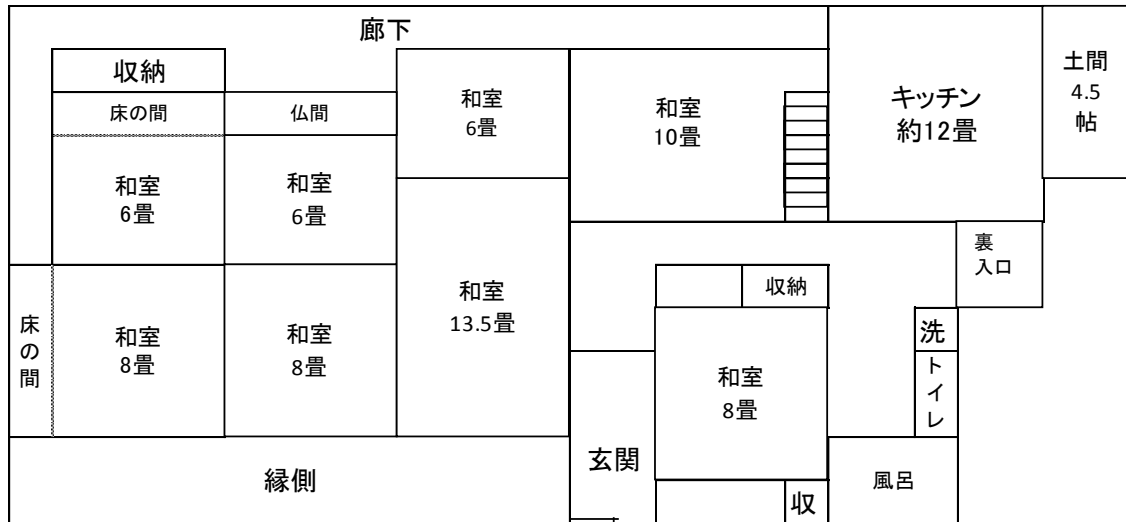 廊下
収納
床の間
仏間
和室
6畳
和室
10畳
キッチン
約12畳
土間
4.5
帖
和室
6畳
和室
6畳
裏
入口
和室
13.5畳
収納
床の間
和室
8畳
和室
8畳
和室
8畳
洗
トイレ
玄関
縁側
収
風呂